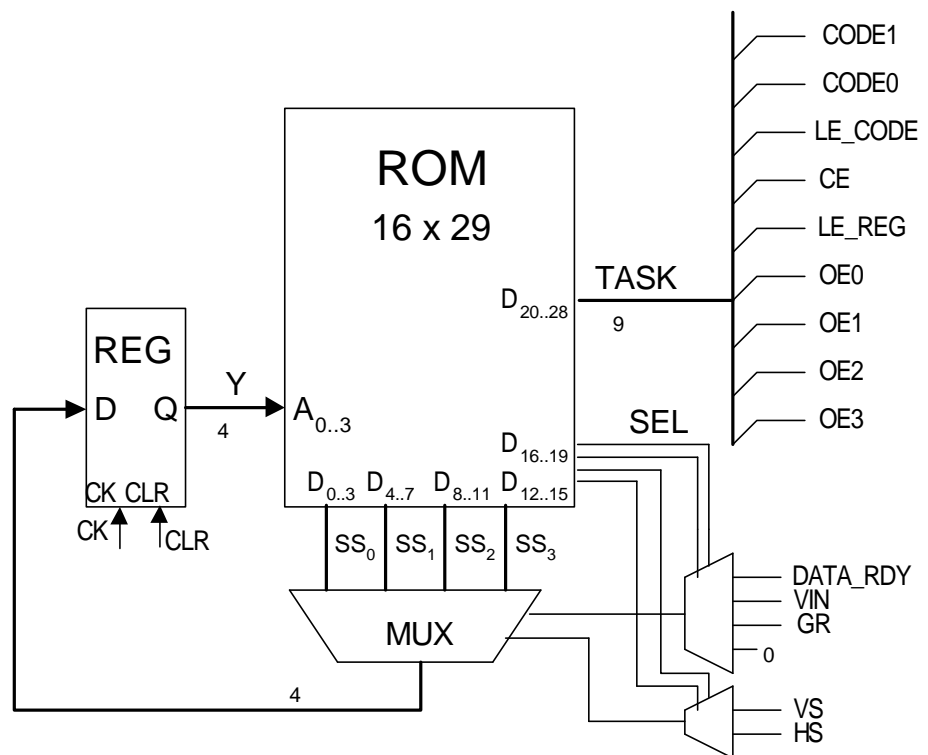 CODE1
CODE0
LE_CODE
CE
LE_REG
OE0
OE1
OE2
OE3
ROM
16 x 29
TASK
9
D20..28
REG
D Q
Y
4
A0..3
SEL
D16..19
D0..3 D4..7 D8..11 D12..15
CK CLR
CK
CLR
SS0 SS1 SS2 SS3
MUX
4
DATA_RDY
VIN
GR
0
VS
HS